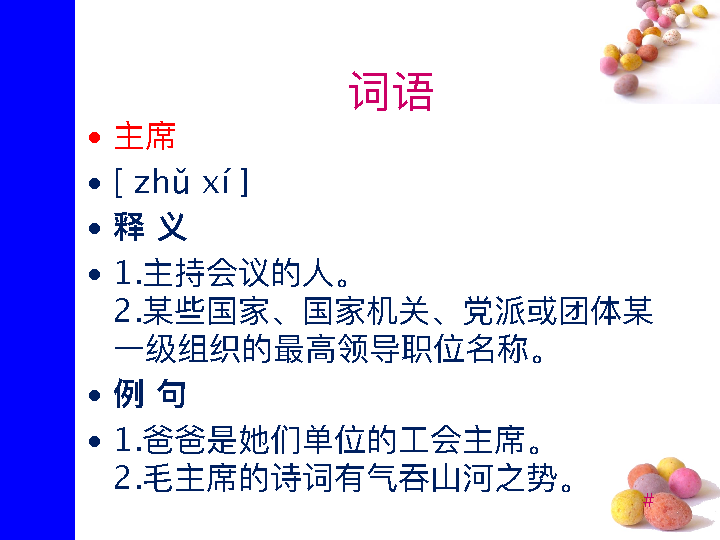 词语
• 主席
• [ zhǔ xí ]
• 释 义
• 1.主持会议的人。
2.某些国家、国家机关、党派或团体某
一级组织的最高领导职位名称。
• 例 句
• 1.爸爸是她们单位的工会主席。
2.毛主席的诗词有气吞山河之势。
#